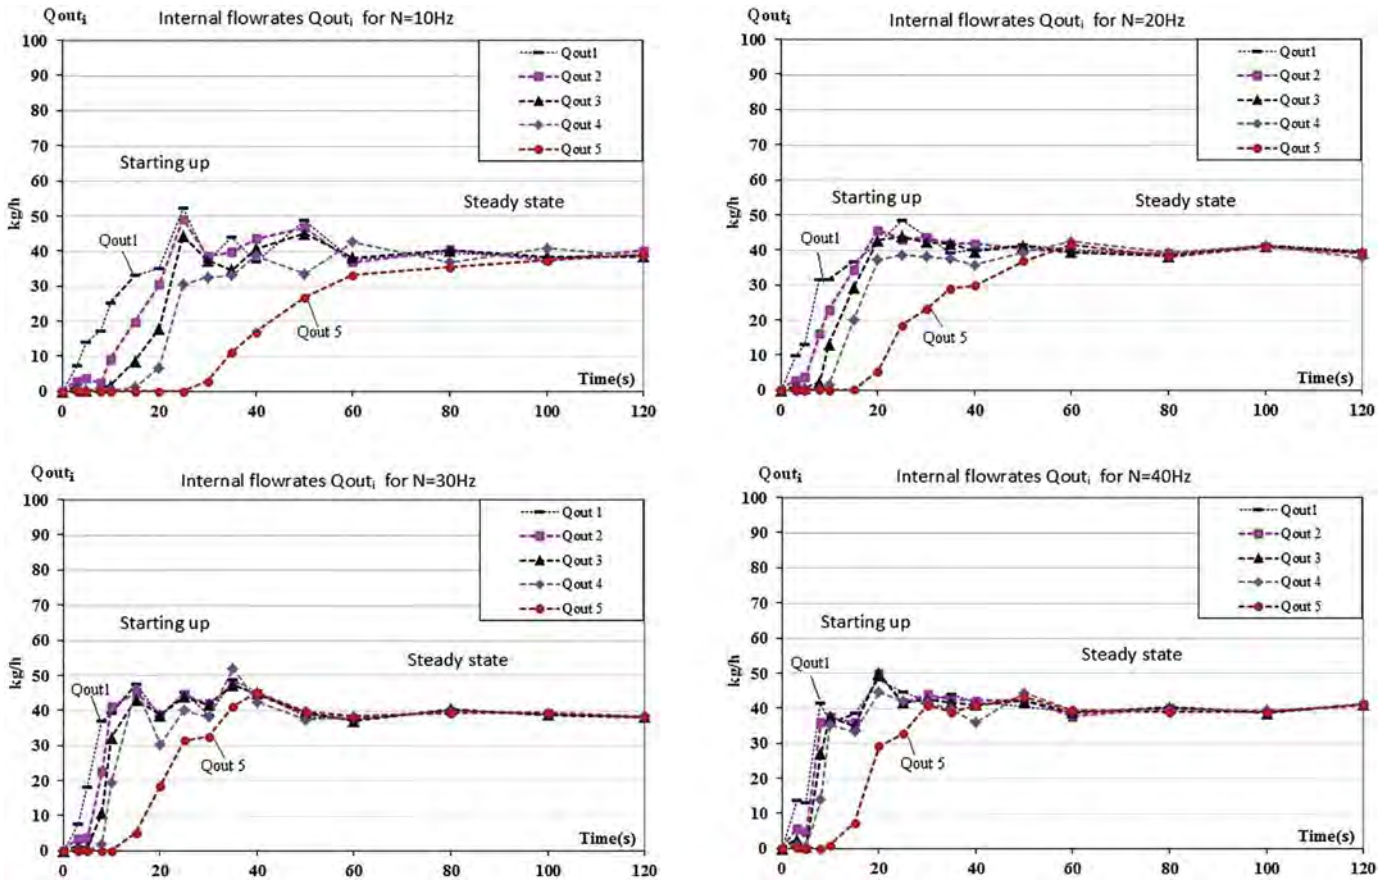 Qoutᵢ
Internal flowrates Qoutᵢ for N=10Hz
100
90
80
70
60
50
40
30
20
10
0
kg/h
Qout1
Qout 2
Qout 3
Qout 4
Qout 5
Starting up
Steady state
Qout1
Qout 5
Time(s)
0 20 40 60 80 100 120
Qoutᵢ
Internal flowrates Qoutᵢ for N=20Hz
100
90
80
70
60
50
40
30
20
10
0
kg/h
Qout1
Qout 2
Qout 3
Qout 4
Qout 5
Starting up
Steady state
Qout1
Qout 5
Time(s)
0 20 40 60 80 100 120
Qoutᵢ
Internal flowrates Qoutᵢ for N=30Hz
100
90
80
70
60
50
40
30
20
10
0
kg/h
Qout 1
Qout 2
Qout 3
Qout 4
Qout 5
Starting up
Steady state
Qout1
Qout 5
Time(s)
0 20 40 60 80 100 120
Qoutᵢ
Internal flowrates Qoutᵢ for N=40Hz
100
90
80
70
60
50
40
30
20
10
0
kg/h
Qout1
Qout 2
Qout 3
Qout 4
Qout 5
Starting up
Steady state
Qout1
Qout 5
Time(s)
0 20 40 60 80 100 120